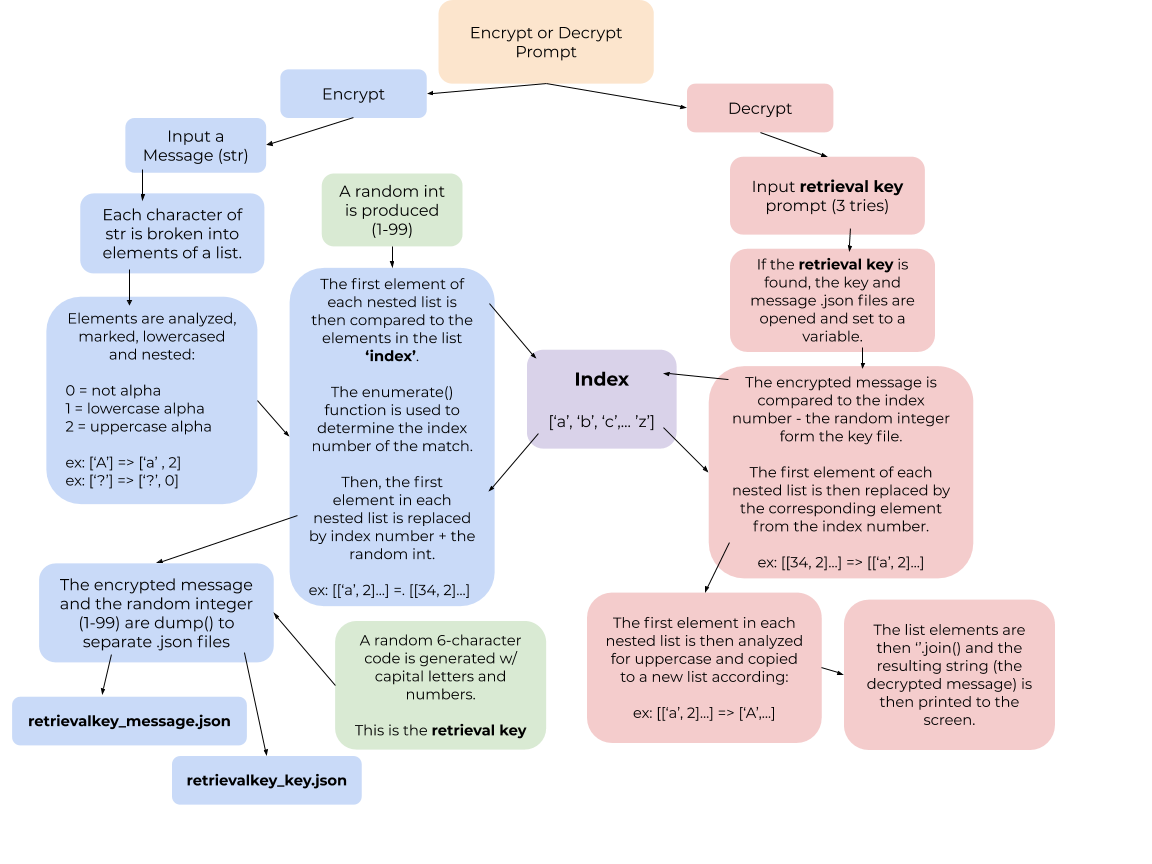 Encrypt or Decrypt
Prompt
Encrypt
Decrypt
Input a
Message (str)
Each character of
str is broken into
elements of a list.
Elements are analyzed,
marked, lowercased
and nested:
0 = not alpha
1 = lowercase alpha
2 = uppercase alpha
ex: [‘A’] => [‘a’ , 2]
ex: [‘?’] => [‘?’, 0]
A random int
is produced
(1-99)
The first element of
each nested list is
then compared to the
elements in the list
‘index’.
The enumerate()
function is used to
determine the index
number of the match.
Then, the first
element in each
nested list is replaced
by index number + the
random int.
ex: [[‘a’, 2]...] =. [[34, 2]...]
Index
[‘a’, ‘b’, ‘c’,... ’z’]
The encrypted message
and the random integer
(1-99) are dump() to
separate .json files
A random 6-character
code is generated w/
capital letters and
numbers.
This is the retrieval key
retrievalkey_message.json
retrievalkey_key.json
Input retrieval key
prompt (3 tries)
If the retrieval key is
found, the key and
message .json files are
opened and set to a
variable.
The encrypted message is
compared to the index
number - the random integer
form the key file.
The first element of each
nested list is then replaced by
the corresponding element
from the index number.
ex: [[34, 2]...] => [[‘a’, 2]...]
The first element in each
nested list is then analyzed
for uppercase and copied
to a new list according:
ex: [[‘a’, 2]...] => [‘A’,...]
The list elements are
then ‘’.join() and the
resulting string (the
decrypted message) is
then printed to the
screen.